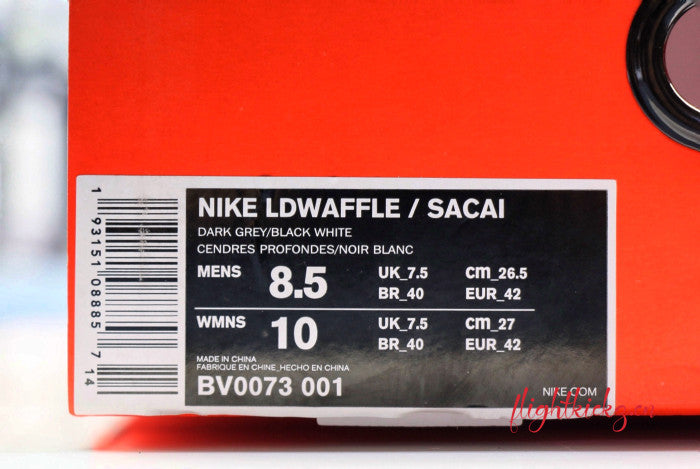 NIKE LDWAFFLE / SACAI
DARK GREY/BLACK WHITE
CENDRES PROFONDES/NOIR BLANC
MENS 8.5 UK_7.5 cm_26.5
BR_40 EUR_42
WMNS 10 UK_7.5 cm_27
BR_40 EUR_42
MADE IN CHINA
FABRIQUE EN CHINE_HECHO EN CHINA
BV0073 001
NIKE.COM
1 93151 08885 7 14
flightkickz.cn